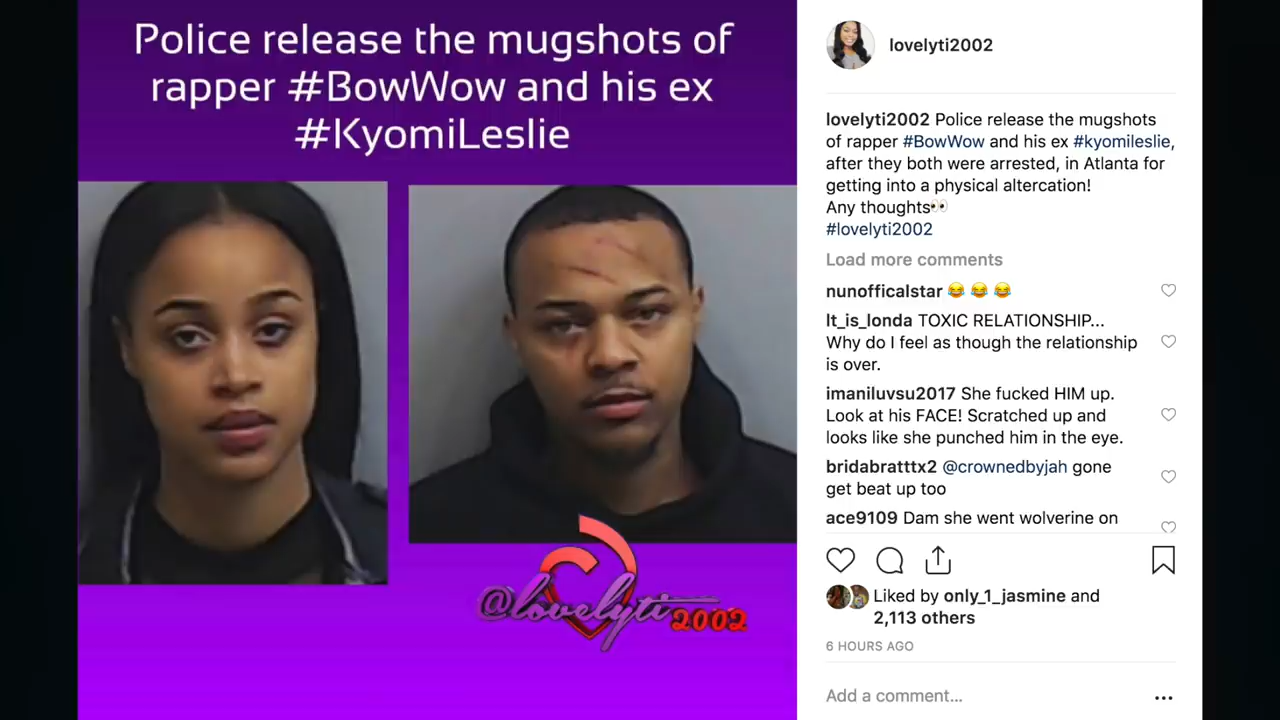 Police release the mugshots of
rapper #BowWow and his ex
#KyomiLeslie
@lovelyti2002
lovelyti2002
lovelyti2002 Police release the mugshots
of rapper #BowWow and his ex #kyomileslie,
after they both were arrested, in Atlanta for
getting into a physical altercation!
Any thoughts👀
#lovelyti2002
Load more comments
nunofficalstar 😂 😂 😂
lt_is_londa TOXIC RELATIONSHIP...
Why do I feel as though the relationship
is over.
imaniluvsu2017 She fucked HIM up.
Look at his FACE! Scratched up and
looks like she punched him in the eye.
bridabratttx2 @crownedbyjah gone
get beat up too
ace9109 Dam she went wolverine on
Liked by only_1_jasmine and
2,113 others
6 HOURS AGO
Add a comment...